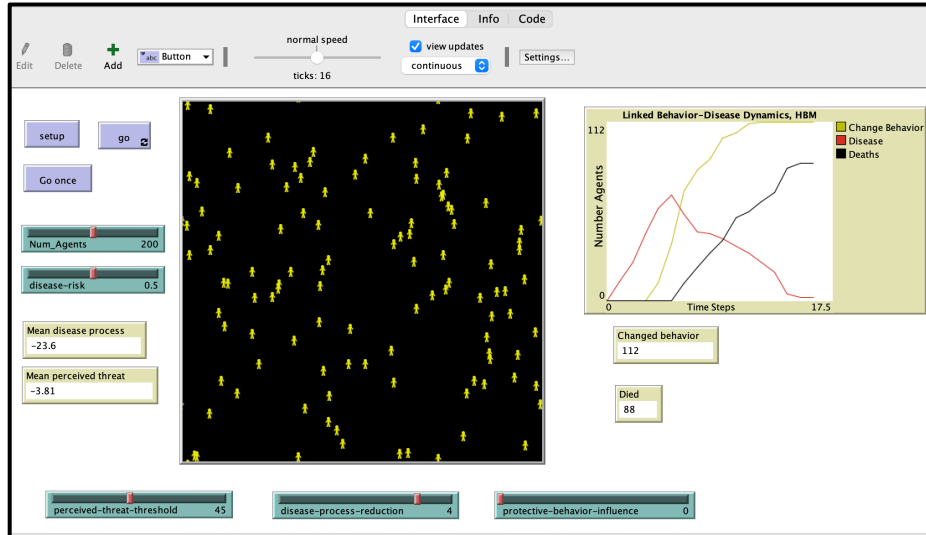 Interface Info Code
Edit
Delete
Add
abc Button
normal speed
ticks: 16
view updates
continuous
Settings...
setup
go
Go once
Num_Agents 200
disease-risk 0.5
Mean disease process
-23.6
Mean perceived threat
-3.81
Linked Behavior-Disease Dynamics, HBM
112
Number Agents
0
0
Time Steps
17.5
Change Behavior
Disease
Deaths
Changed behavior
112
Died
88
perceived-threat-threshold 45
disease-process-reduction 4
protective-behavior-influence 0